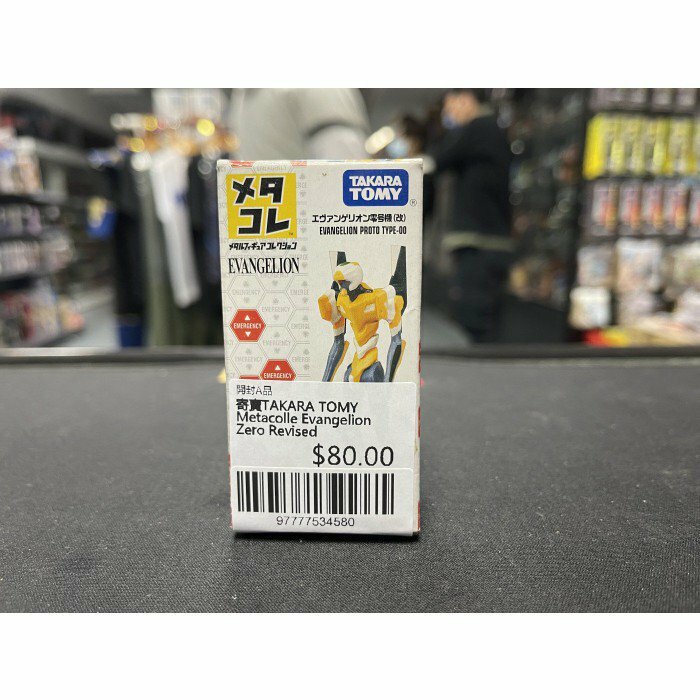 メタ
コレ
メタルフィギュアコレクション
EVANGELION
TAKARA
TOMY
®
エヴァンゲリオン零号機(改)
EVANGELION PROTO TYPE-00
EMERGENCY
EMERGENCY
開封A品
寄賣TAKARA TOMY
Metacolle Evangelion
Zero Revised
$80.00
97777534580